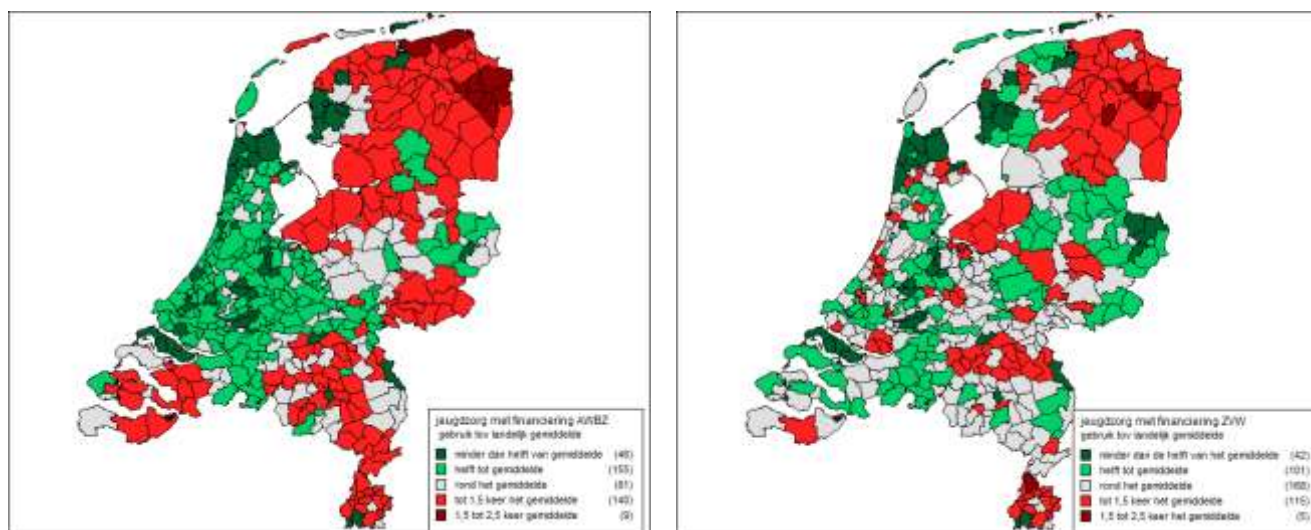 jeugdzorg met financiering AWBZ
gebruik tov landelijk gemiddelde
minder dan helft van gemiddelde (46)
helft tot gemiddelde (153)
rond het gemiddelde (81)
tot 1,5 keer het gemiddelde (140)
1,5 tot 2,5 keer gemiddelde (9)
jeugdzorg met financiering ZVW
gebruik tov landelijk gemiddelde
minder dan de helft van het gemiddelde (42)
helft tot gemiddelde (101)
rond het gemiddelde (168)
tot 1,5 keer het gemiddelde (115)
1,5 tot 2,5 keer het gemiddelde (5)